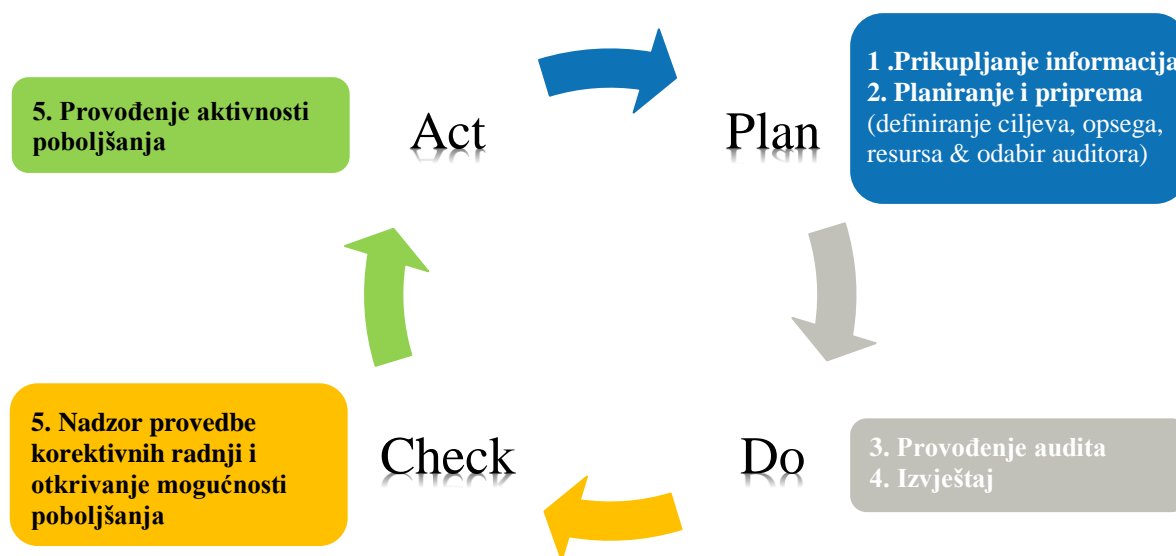 Act
Plan
1 .Prikupljanje informacija
2. Planiranje i priprema
(definiranje ciljeva, opsega,
resursa & odabir auditora)
5. Provođenje aktivnosti
poboljšanja
Check
Do
3. Provođenje audita
4. Izvještaj
5. Nadzor provedbe
korektivnih radnji i
otkrivanje mogućnosti
poboljšanja